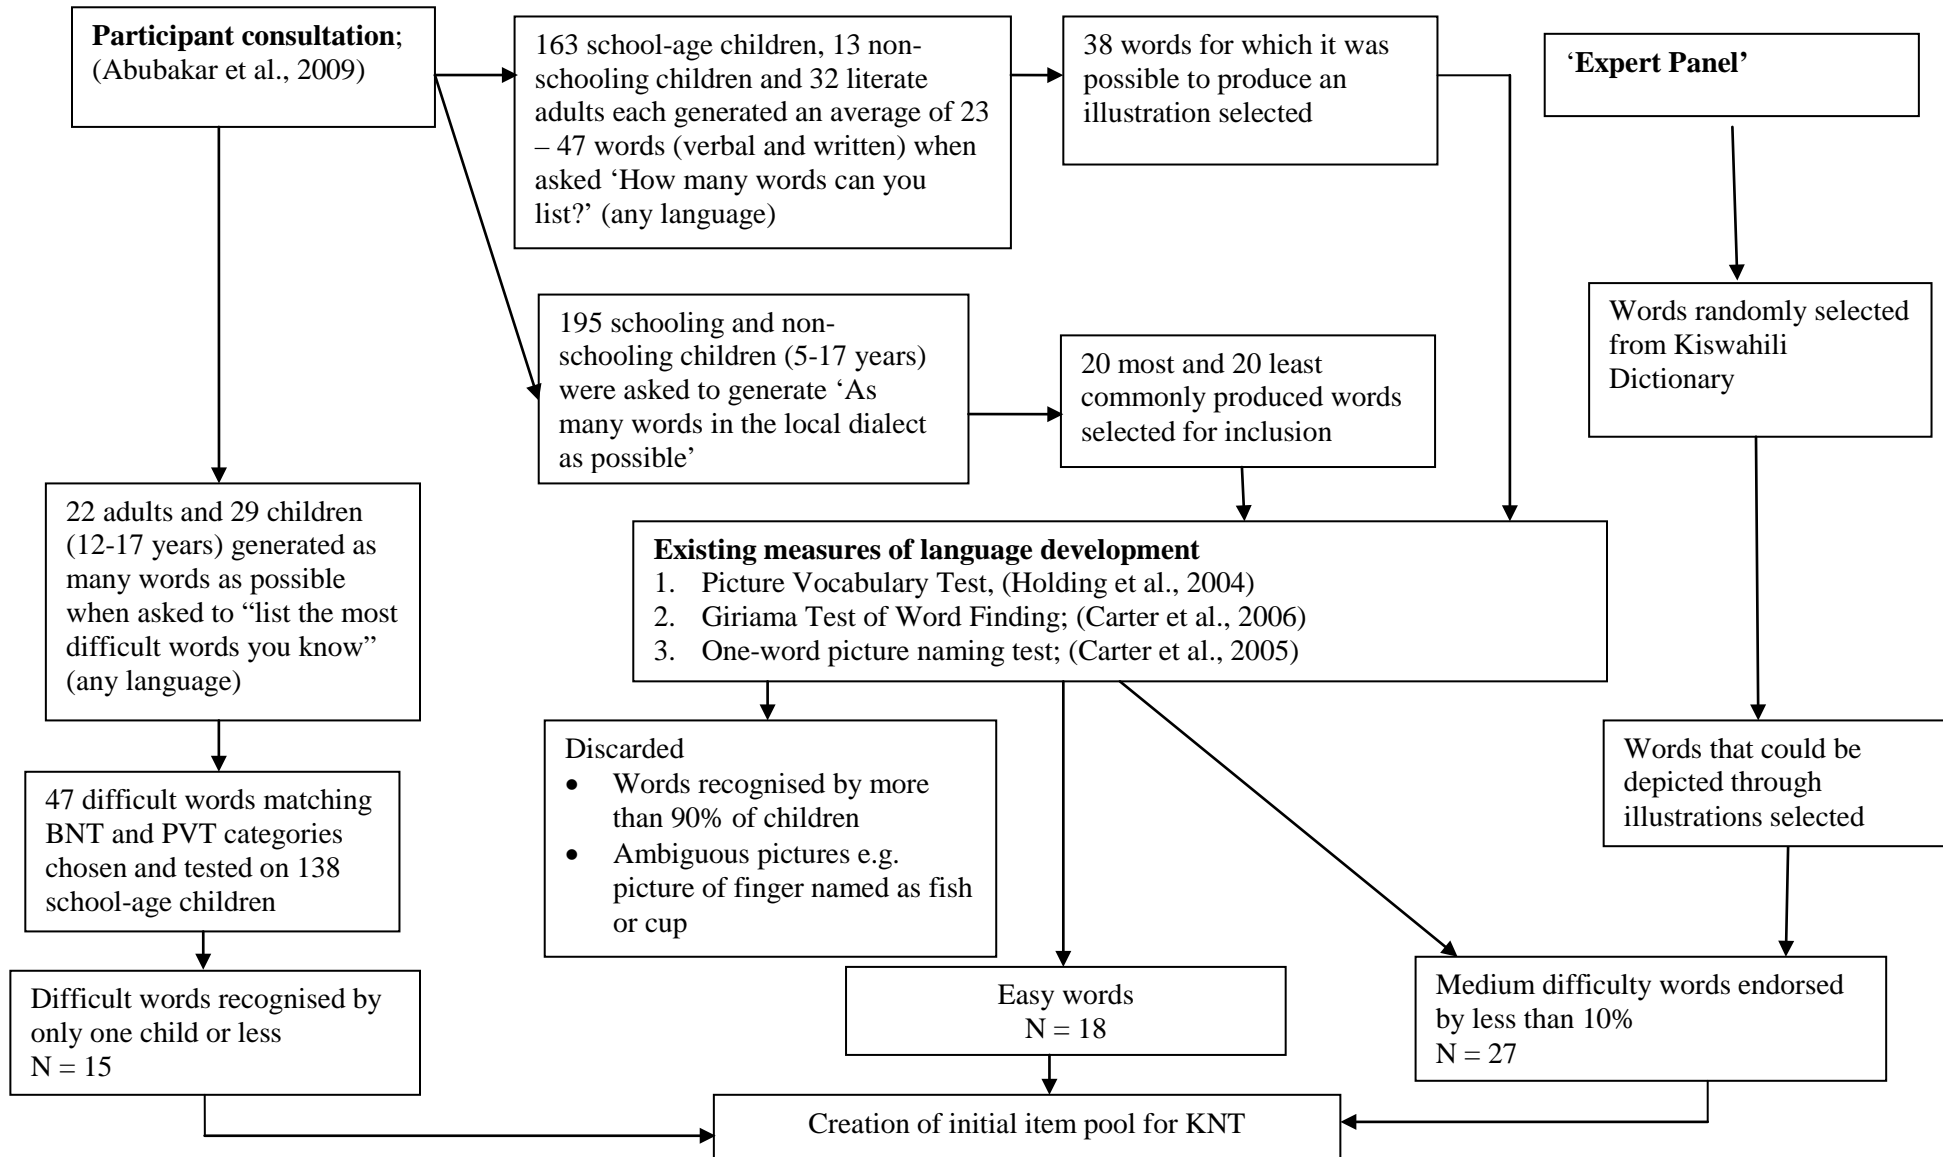 Participant consultation;
(Abubakar et al., 2009)
163 school-age children, 13 non-
schooling children and 32 literate
adults each generated an average of 23
– 47 words (verbal and written) when
asked ‘How many words can you
list?’ (any language)
38 words for which it was
possible to produce an
illustration selected
‘Expert Panel’
195 schooling and non-
schooling children (5-17 years)
were asked to generate ‘As
many words in the local dialect
as possible’
20 most and 20 least
commonly produced words
selected for inclusion
Words randomly selected
from Kiswahili
Dictionary
22 adults and 29 children
(12-17 years) generated as
many words as possible
when asked to “list the most
difficult words you know”
(any language)
Existing measures of language development
1. Picture Vocabulary Test, (Holding et al., 2004)
2. Giriama Test of Word Finding; (Carter et al., 2006)
3. One-word picture naming test; (Carter et al., 2005)
Discarded
• Words recognised by more
than 90% of children
• Ambiguous pictures e.g.
picture of finger named as fish
or cup
Words that could be
depicted through
illustrations selected
47 difficult words matching
BNT and PVT categories
chosen and tested on 138
school-age children
Difficult words recognised by
only one child or less
N = 15
Easy words
N = 18
Medium difficulty words endorsed
by less than 10%
N = 27
Creation of initial item pool for KNT